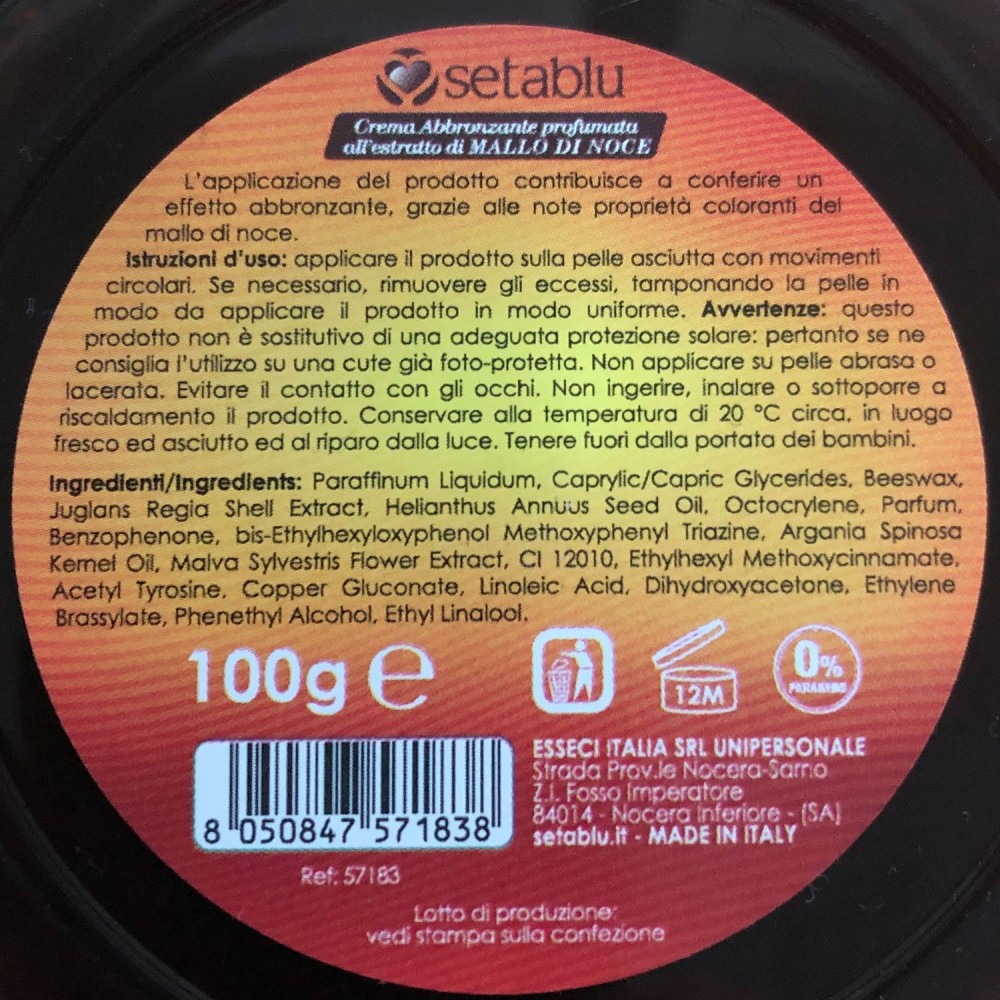 setablu
Crema Abbronzante profumata
all'estratto di MALLO DI NOCE
L'applicazione del prodotto contribuisce a conferire un
effetto abbronzante, grazie alle note proprietà coloranti del
mallo di noce.
Istruzioni d'uso: applicare il prodotto sulla pelle asciutta con movimenti
circolari. Se necessario, rimuovere gli eccessi, tamponando la pelle in
modo da applicare il prodotto in modo uniforme. Avvertenze: questo
prodotto non è sostitutivo di una adeguata protezione solare: pertanto se ne
consiglia l'utilizzo su una cute già foto-protetta. Non applicare su pelle abrasa o
lacerata. Evitare il contatto con gli occhi. Non ingerire, inalare o sottoporre a
riscaldamento il prodotto. Conservare alla temperatura di 20 °C circa, in luogo
fresco ed asciutto ed al riparo dalla luce. Tenere fuori dalla portata dei bambini.
Ingredienti/Ingredients: Paraffinum Liquidum, Caprylic/Capric Glycerides, Beeswax,
Juglans Regia Shell Extract, Helianthus Annuus Seed Oil, Octocrylene, Parfum,
Benzophenone, bis-Ethylhexyloxyphenol Methoxyphenyl Triazine, Argania Spinosa
Kernel Oil, Malva Sylvestris Flower Extract, CI 12010, Ethylhexyl Methoxycinnamate,
Acetyl Tyrosine, Copper Gluconate, Linoleic Acid, Dihydroxyacetone, Ethylene
Brassylate, Phenethyl Alcohol, Ethyl Linalool.
100g e
12M
0%
PARABENS
ESSECI ITALIA SRL UNIPERSONALE
Strada Prov.le Nocera-Sarno
Z.I. Fosso Imperatore
84014 - Nocera Inferiore - (SA)
setablu.it - MADE IN ITALY
8 050847 571838
Ref: 57183
Lotto di produzione:
vedi stampa sulla confezione